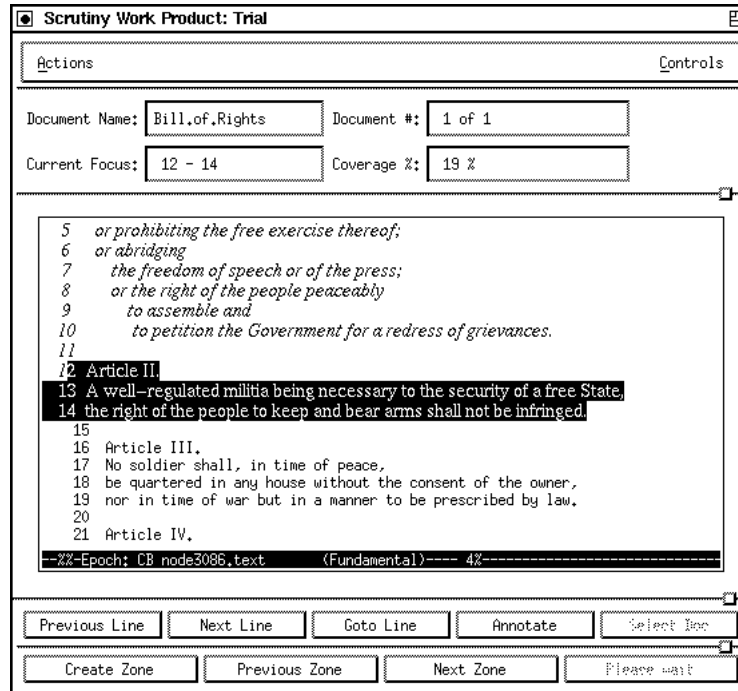 Scrutiny Work Product: Trial
Actions Controls
Document Name: Bill.of.Rights Document #: 1 of 1
Current Focus: 12 - 14 Coverage %: 19 %
5 or prohibiting the free exercise thereof;
6 or abridging
7 the freedom of speech or of the press;
8 or the right of the people peaceably
9 to assemble and
10 to petition the Government for a redress of grievances.
11
12 Article II.
13 A well-regulated militia being necessary to the security of a free State,
14 the right of the people to keep and bear arms shall not be infringed.
15
16 Article III.
17 No soldier shall, in time of peace,
18 be quartered in any house without the consent of the owner,
19 nor in time of war but in a manner to be prescribed by law.
20
21 Article IV.
--%%-Epoch: CB node3086.text (Fundamental)---- 4%------------------------------
Previous Line Next Line Goto Line Annotate Select Doc
Create Zone Previous Zone Next Zone Please wait